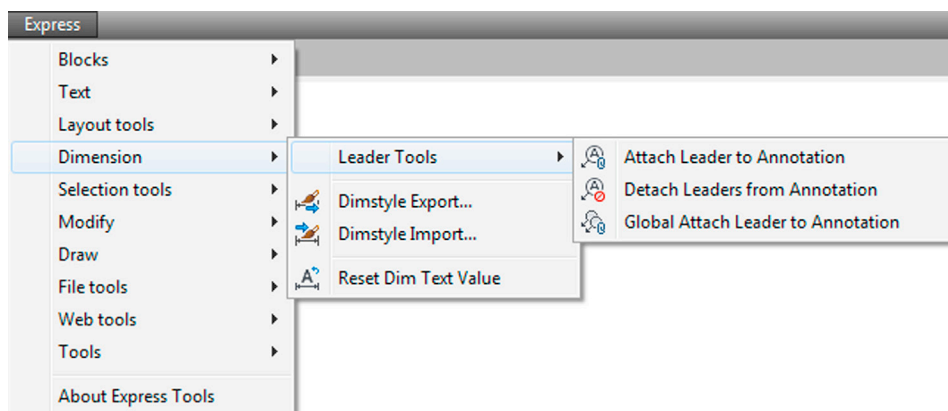 Express
Blocks
Text
Layout tools
Dimension
Selection tools
Modify
Draw
File tools
Web tools
Tools
About Express Tools
Leader Tools
Dimstyle Export...
Dimstyle Import...
Reset Dim Text Value
Attach Leader to Annotation
Detach Leaders from Annotation
Global Attach Leader to Annotation